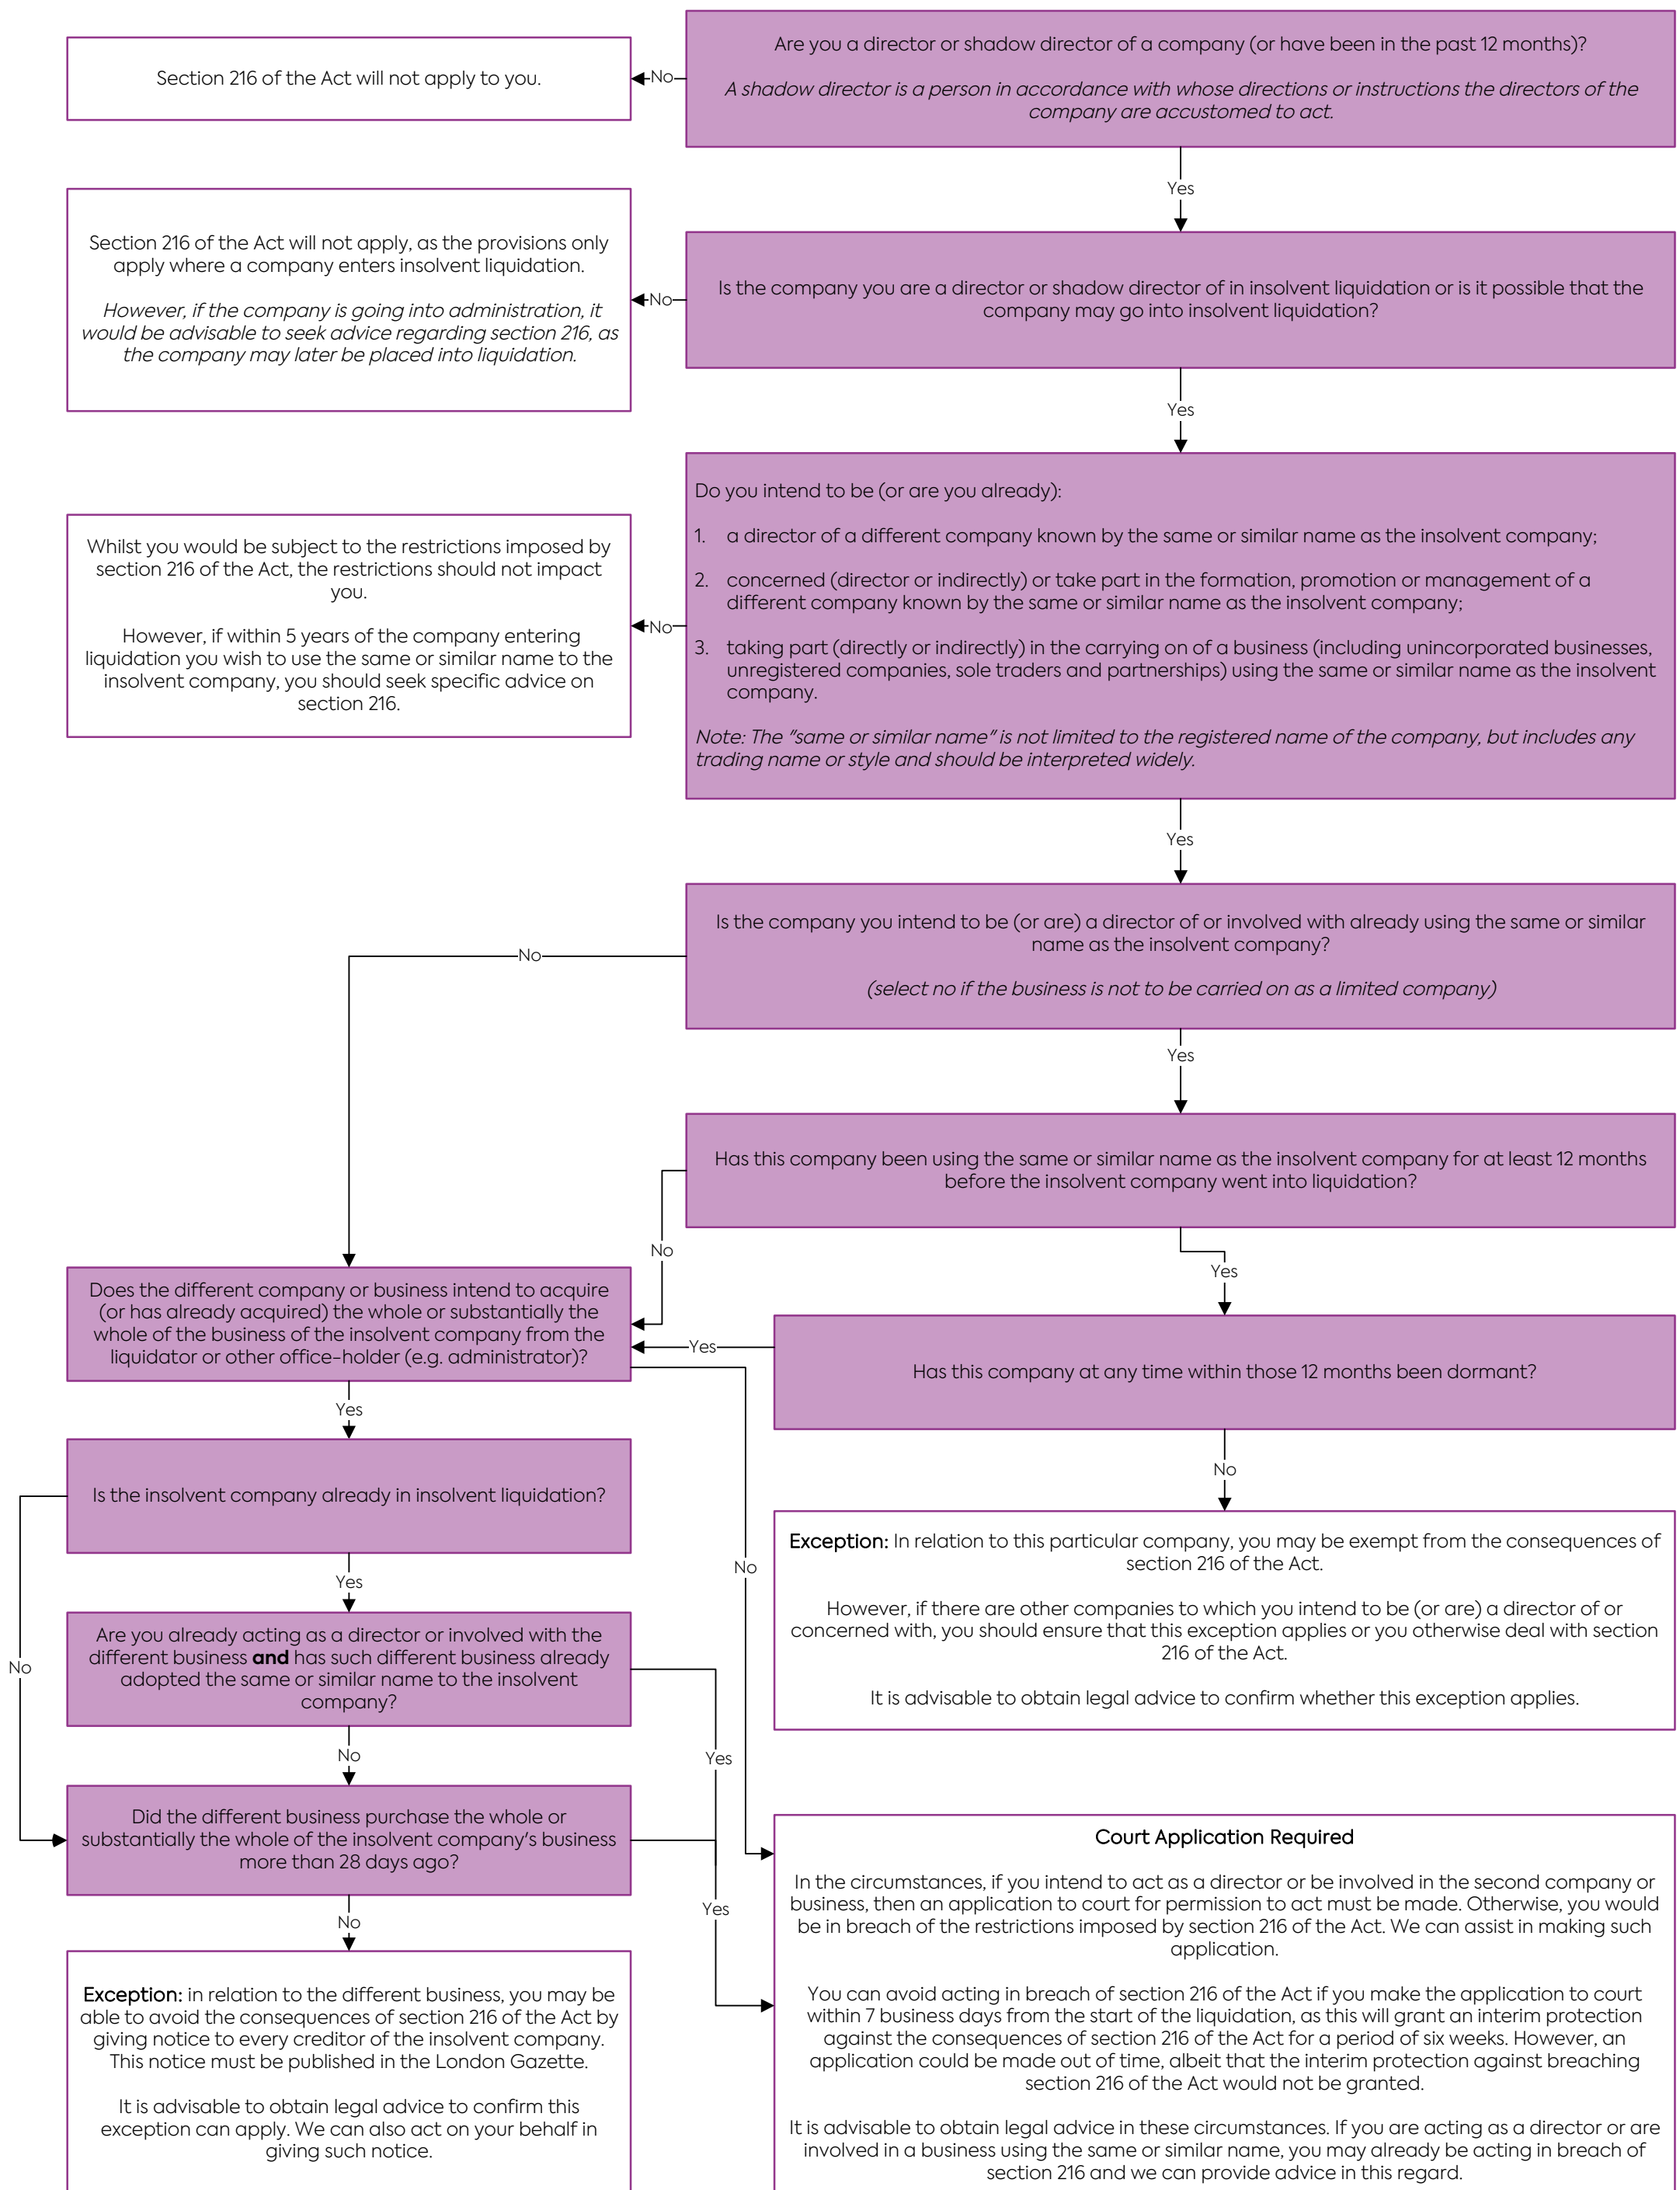 Are you a director or shadow director of a company (or have been in the past 12 months)?
A shadow director is a person in accordance with whose directions or instructions the directors of the
company are accustomed to act.
No
Section 216 of the Act will not apply to you.
Yes
Is the company you are a director or shadow director of in insolvent liquidation or is it possible that the
company may go into insolvent liquidation?
No
Section 216 of the Act will not apply, as the provisions only
apply where a company enters insolvent liquidation.
However, if the company is going into administration, it
would be advisable to seek advice regarding section 216, as
the company may later be placed into liquidation.
Yes
Do you intend to be (or are you already):
1. a director of a different company known by the same or similar name as the insolvent company;
2. concerned (director or indirectly) or take part in the formation, promotion or management of a
different company known by the same or similar name as the insolvent company;
3. taking part (directly or indirectly) in the carrying on of a business (including unincorporated businesses,
unregistered companies, sole traders and partnerships) using the same or similar name as the insolvent
company.
Note: The "same or similar name" is not limited to the registered name of the company, but includes any
trading name or style and should be interpreted widely.
No
Whilst you would be subject to the restrictions imposed by
section 216 of the Act, the restrictions should not impact
you.
However, if within 5 years of the company entering
liquidation you wish to use the same or similar name to the
insolvent company, you should seek specific advice on
section 216.
Yes
Is the company you intend to be (or are) a director of or involved with already using the same or similar
name as the insolvent company?
(select no if the business is not to be carried on as a limited company)
No
Yes
Has this company been using the same or similar name as the insolvent company for at least 12 months
before the insolvent company went into liquidation?
No
Yes
Does the different company or business intend to acquire
(or has already acquired) the whole or substantially the
whole of the business of the insolvent company from the
liquidator or other office-holder (e.g. administrator)?
Yes
Has this company at any time within those 12 months been dormant?
Yes
No
Is the insolvent company already in insolvent liquidation?
No
Exception: In relation to this particular company, you may be exempt from the consequences of
section 216 of the Act.
However, if there are other companies to which you intend to be (or are) a director of or
concerned with, you should ensure that this exception applies or you otherwise deal with section
216 of the Act.
It is advisable to obtain legal advice to confirm whether this exception applies.
Yes
No
Are you already acting as a director or involved with the
different business and has such different business already
adopted the same or similar name to the insolvent
company?
No
Yes
Did the different business purchase the whole or
substantially the whole of the insolvent company's business
more than 28 days ago?
Yes
No
Exception: in relation to the different business, you may be
able to avoid the consequences of section 216 of the Act by
giving notice to every creditor of the insolvent company.
This notice must be published in the London Gazette.
It is advisable to obtain legal advice to confirm this
exception can apply. We can also act on your behalf in
giving such notice.
Court Application Required
In the circumstances, if you intend to act as a director or be involved in the second company or
business, then an application to court for permission to act must be made. Otherwise, you would
be in breach of the restrictions imposed by section 216 of the Act. We can assist in making such
application.
You can avoid acting in breach of section 216 of the Act if you make the application to court
within 7 business days from the start of the liquidation, as this will grant an interim protection
against the consequences of section 216 of the Act for a period of six weeks. However, an
application could be made out of time, albeit that the interim protection against breaching
section 216 of the Act would not be granted.
It is advisable to obtain legal advice in these circumstances. If you are acting as a director or are
involved in a business using the same or similar name, you may already be acting in breach of
section 216 and we can provide advice in this regard.